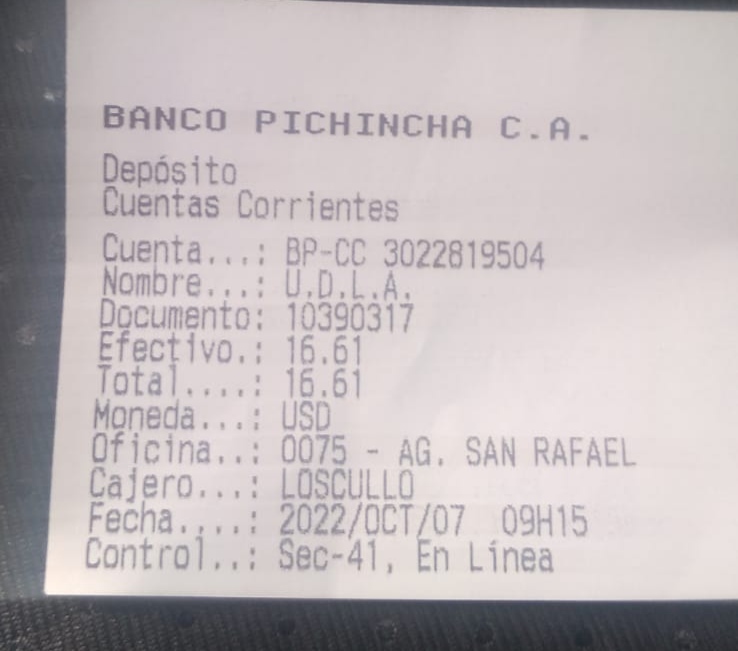 BANCO PICHINCHA C.A.
Depósito
Cuentas Corrientes
Cuenta...: BP-CC 3022819504
Nombre...: U.D.L.A.
Documento: 10390317
Efectivo.: 16.61
Total....: 16.61
Moneda...: USD
Oficina..: 0075 - AG. SAN RAFAEL
Cajero...: LOSCULLO
Fecha....: 2022/OCT/07 09H15
Control..: Sec-41, En Línea